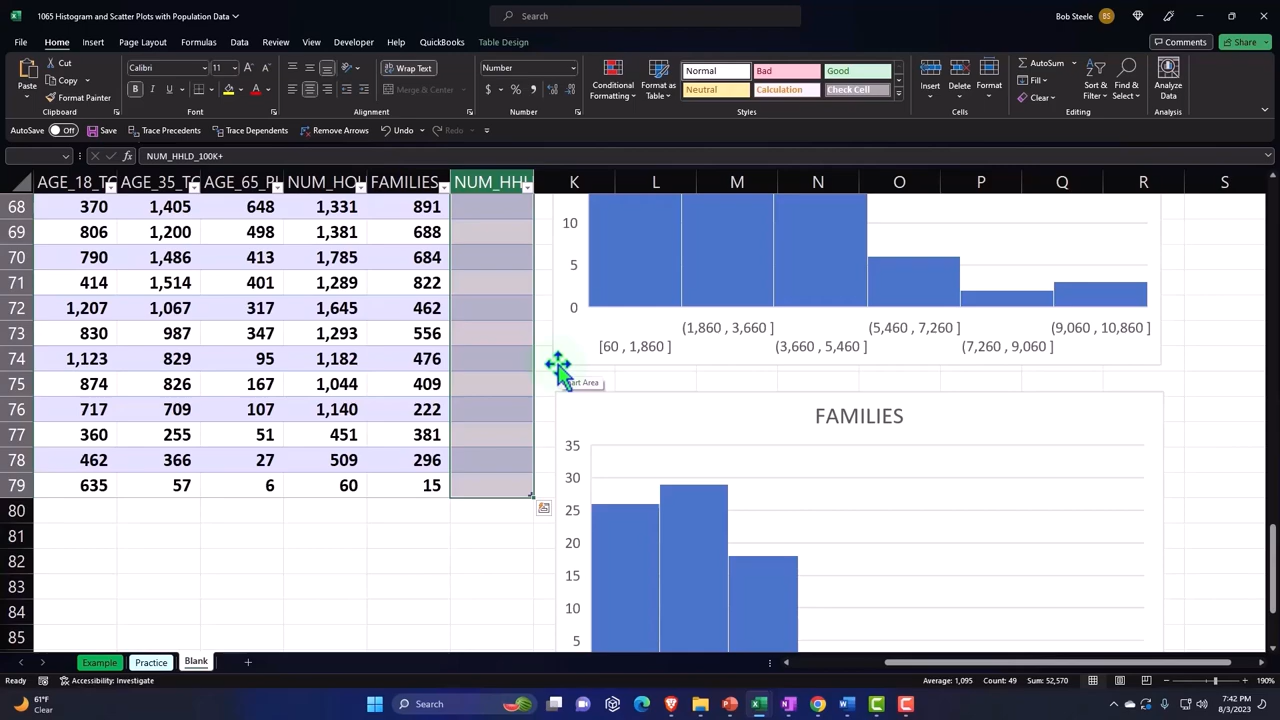 1065 Histogram and Scatter Plots with Population Data
Search
Bob Steele
BS
File Home Insert Page Layout Formulas Data Review View Developer Help QuickBooks Table Design
Comments Share
Paste
Cut
Copy
Format Painter
Clipboard
Calibri 11
Font
Wrap Text
Merge & Center
Alignment
Number
Number
Conditional Formatting
Format as Table
Normal Bad Good
Neutral Calculation Check Cell
Styles
Insert Delete Format
Cells
AutoSum
Fill
Clear
Sort & Filter
Find & Select
Editing
Analyze Data
Analysis
AutoSave Off Save Trace Precedents Trace Dependents Remove Arrows Undo Redo
NUM_HHLD_100K+
AGE_18_TO AGE_35_TO AGE_65_PL NUM_HOU FAMILIES NUM_HHL K L M N O P Q R S
68 370 1,405 648 1,331 891
69 806 1,200 498 1,381 688
70 790 1,486 413 1,785 684
71 414 1,514 401 1,289 822
72 1,207 1,067 317 1,645 462
73 830 987 347 1,293 556
74 1,123 829 95 1,182 476
75 874 826 167 1,044 409
76 717 709 107 1,140 222
77 360 255 51 451 381
78 462 366 27 509 296
79 635 57 6 60 15
80
81
82
83
84
85
10
5
0
(1,860 , 3,660 ] (5,460 , 7,260 ] (9,060 , 10,860 ]
[60 , 1,860 ] (3,660 , 5,460 ] (7,260 , 9,060 ]
Area
FAMILIES
35
30
25
20
15
10
5
Example Practice Blank
Ready Accessibility: Investigate Average: 1,095 Count: 49 Sum: 52,570 190%
61°F
Clear
Search
7:42 PM
8/3/2023